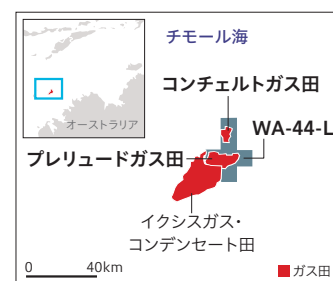 チモール海
オーストラリア
コンチェルトガス田
WA-44-L
プレリュードガス田
イクシスガス・
コンデンセート田
0 40km
ガス田